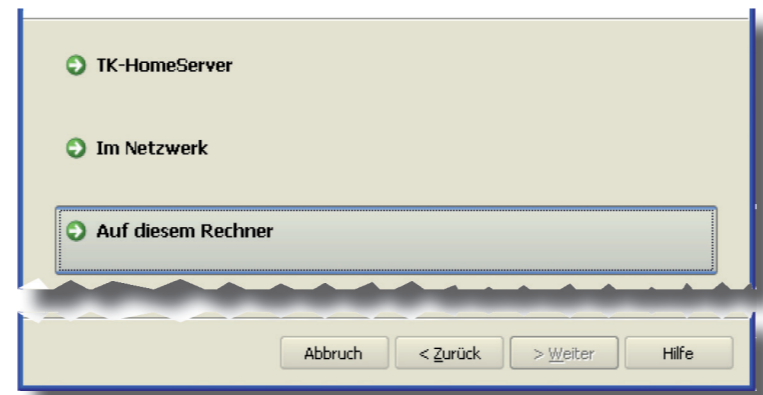 TK-HomeServer
Im Netzwerk
Auf diesem Rechner
Abbruch < Zurück > Weiter Hilfe